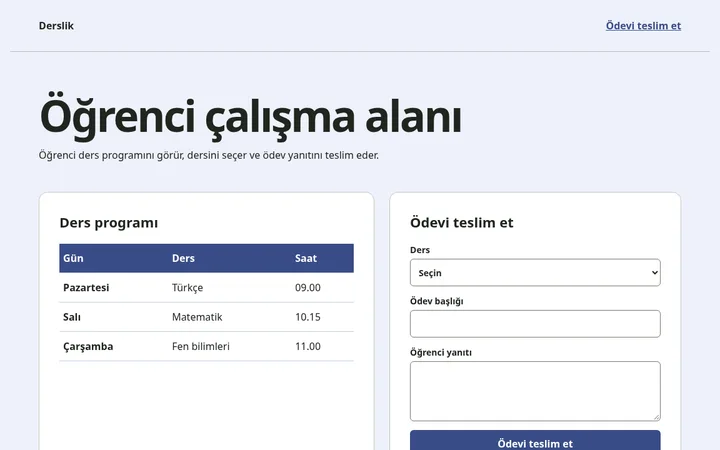 Derslik
Ödevi teslim et
Öğrenci çalışma alanı
Öğrenci ders programını görür, dersini seçer ve ödev yanıtını teslim eder.
Ders programı
Gün Ders Saat
Pazartesi Türkçe 09.00
Salı Matematik 10.15
Çarşamba Fen bilimleri 11.00
Ödevi teslim et
Ders
Seçin
Ödev başlığı
Öğrenci yanıtı
Ödevi teslim et